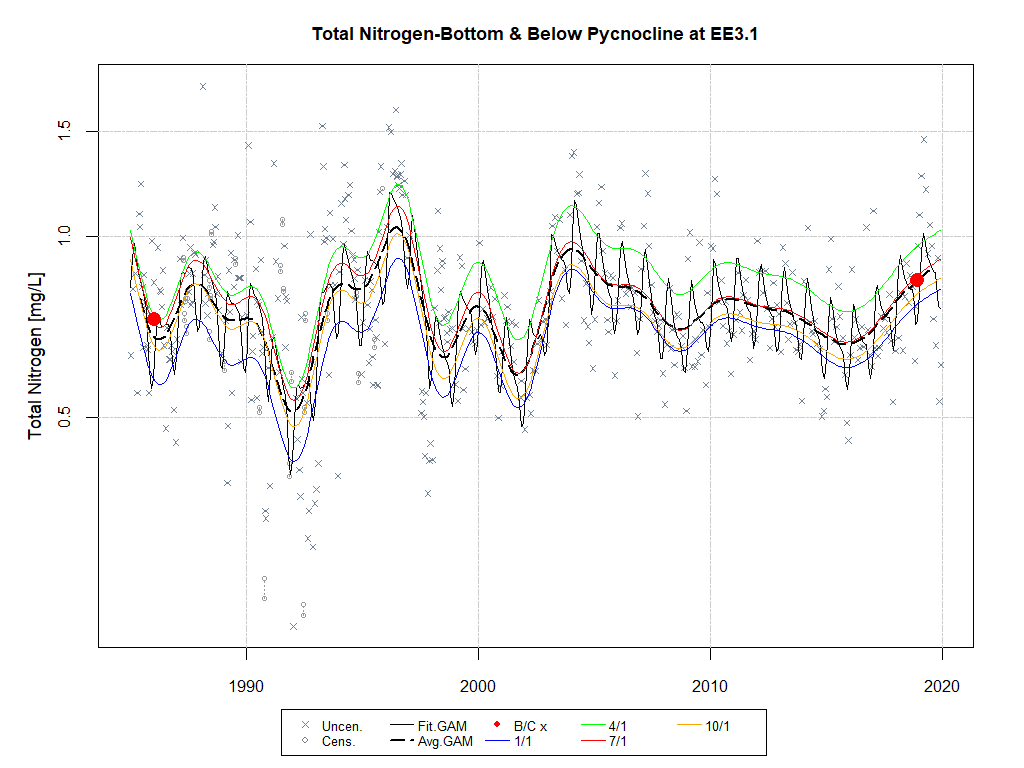 Total Nitrogen-Bottom & Below Pycnocline at EE3.1
Total Nitrogen [mg/L]
1.5
1.0
0.5
1990 2000 2010 2020
Uncen. Fit.GAM B/C x 4/1 10/1
Cens. Avg.GAM 1/1 7/1